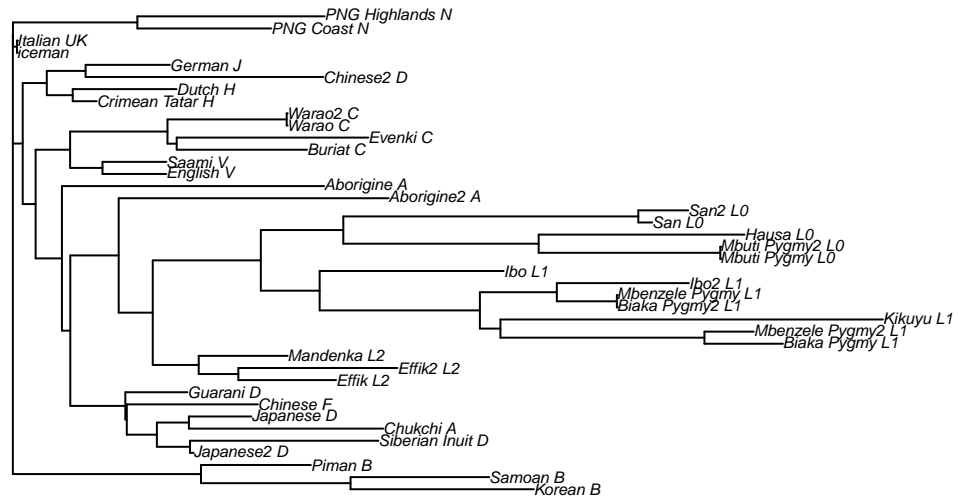 PNG Highlands N
PNG Coast N
Italian UK
iceman
German J
Chinese2 D
Dutch H
Crimean Tatar H
Warao2 C
Warao C
Evenki C
Buriat C
Saami V
English V
Aborigine A
Aborigine2 A
San2 L0
San L0
Hausa L0
Mbuti Pygmy2 L0
Mbuti Pygmy L0
Ibo L1
Ibo2 L1
Mbenzele Pygmy L1
Biaka Pygmy2 L1
Kikuyu L1
Mbenzele Pygmy2 L1
Biaka Pygmy L1
Mandenka L2
Effik2 L2
Effik L2
Guarani D
Chinese F
Japanese D
Chukchi A
Siberian Inuit D
Japanese2 D
Piman B
Samoan B
Korean B